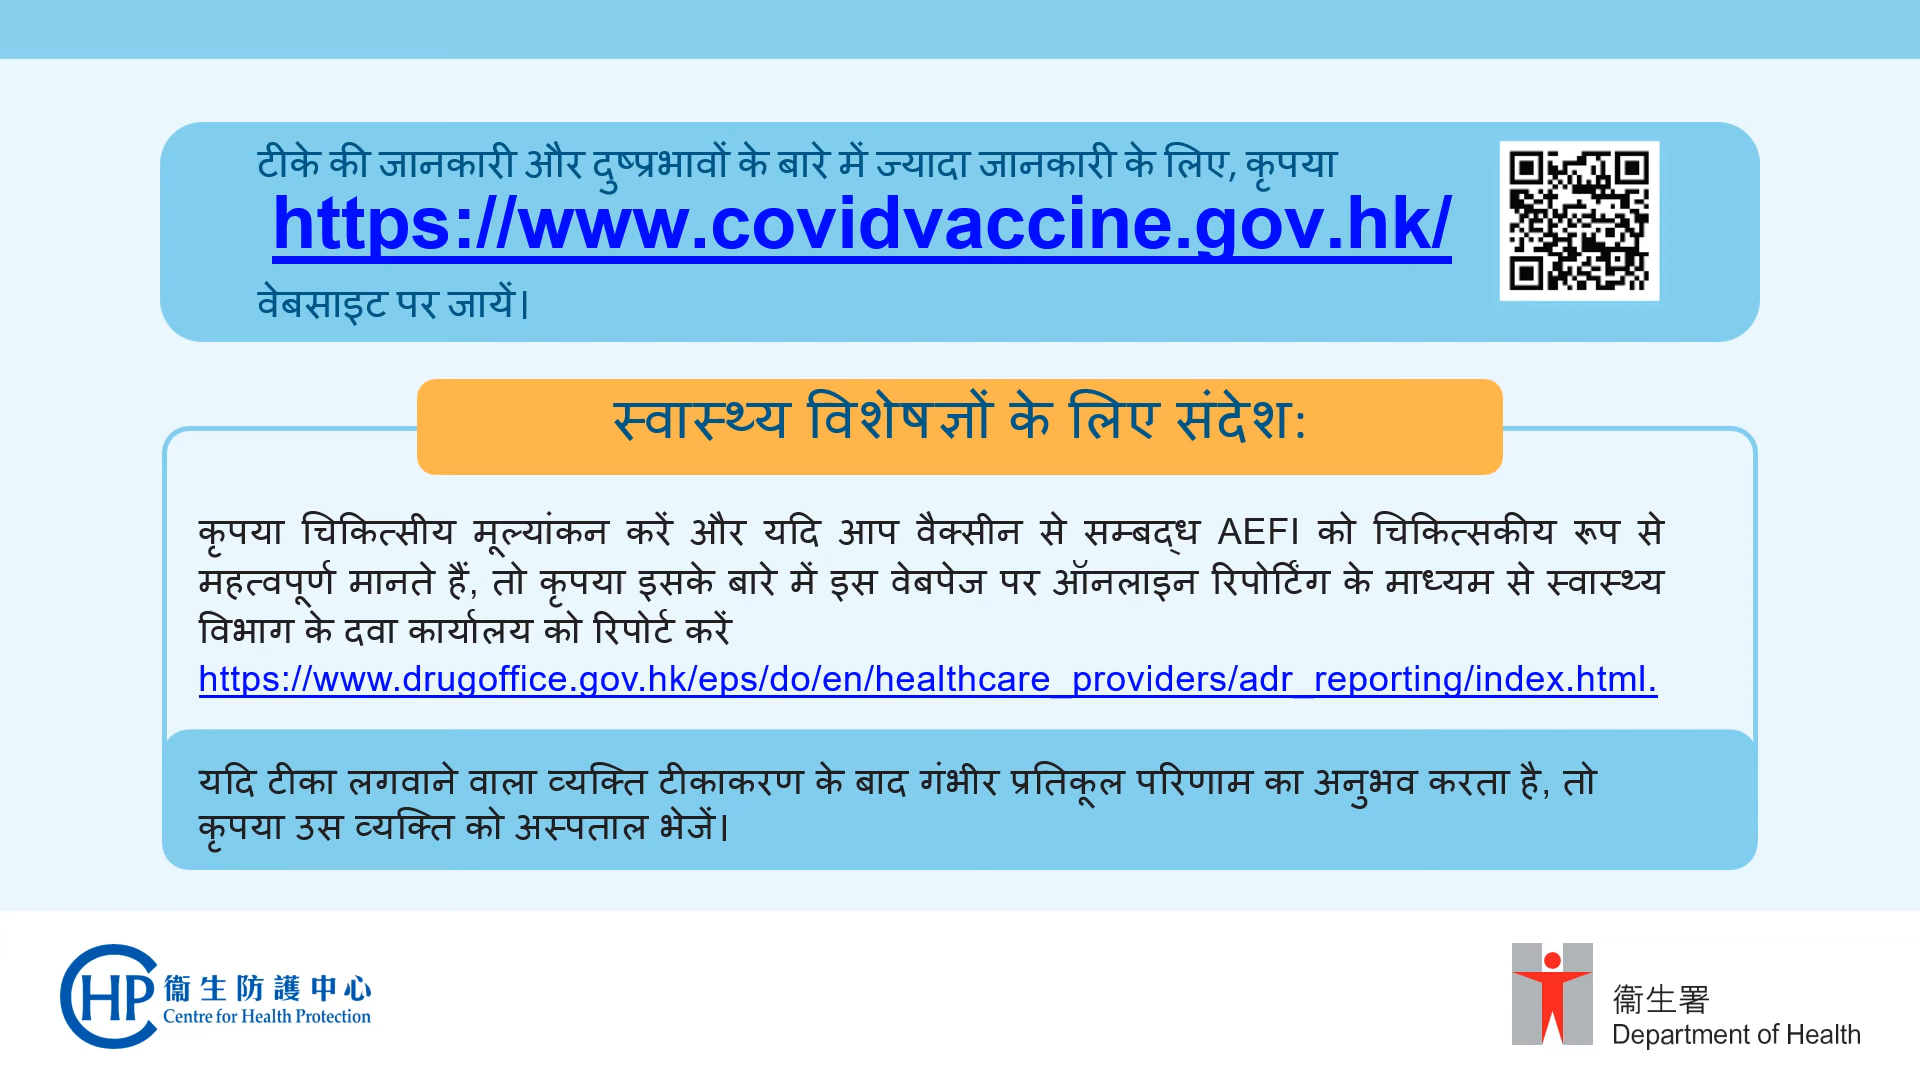 टीके की जानकारी और दुष्प्रभावों के बारे में ज्यादा जानकारी के लिए, कृपया
https://www.covidvaccine.gov.hk/
वेबसाइट पर जायें।
स्वास्थ्य विशेषज्ञों के लिए संदेश:
कृपया चिकित्सीय मूल्यांकन करें और यदि आप वैक्सीन से सम्बद्ध AEFI को चिकित्सकीय रूप से
महत्वपूर्ण मानते हैं, तो कृपया इसके बारे में इस वेबपेज पर ऑनलाइन रिपोर्टिंग के माध्यम से स्वास्थ्य
विभाग के दवा कार्यालय को रिपोर्ट करें
https://www.drugoffice.gov.hk/eps/do/en/healthcare_providers/adr_reporting/index.html.
यदि टीका लगवाने वाला व्यक्ति टीकाकरण के बाद गंभीर प्रतिकूल परिणाम का अनुभव करता है, तो
कृपया उस व्यक्ति को अस्पताल भेजें।
CHP 衞生防護中心
Centre for Health Protection
衞生署
Department of Health